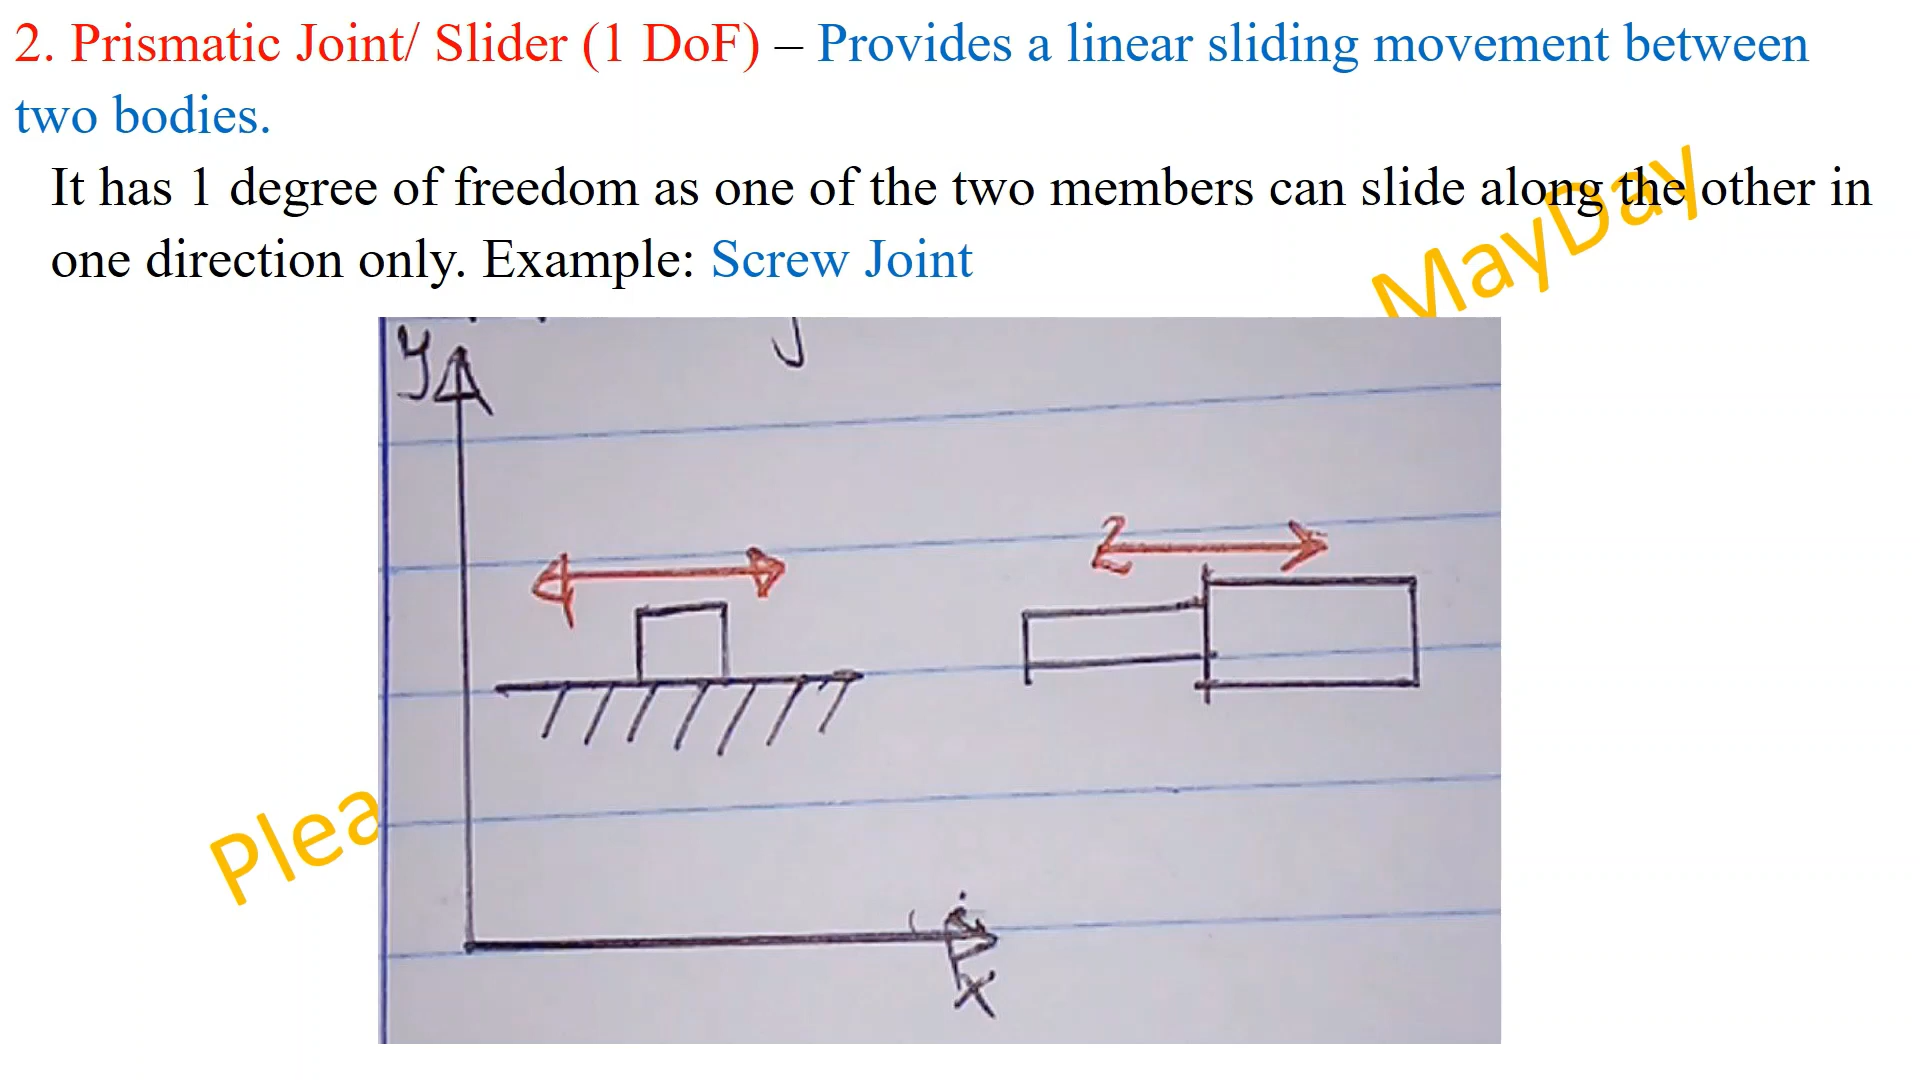 2. Prismatic Joint/ Slider (1 DoF) – Provides a linear sliding movement between
two bodies.
It has 1 degree of freedom as one of the two members can slide along the other in
one direction only. Example: Screw Joint
MayDay
Plea
y
x